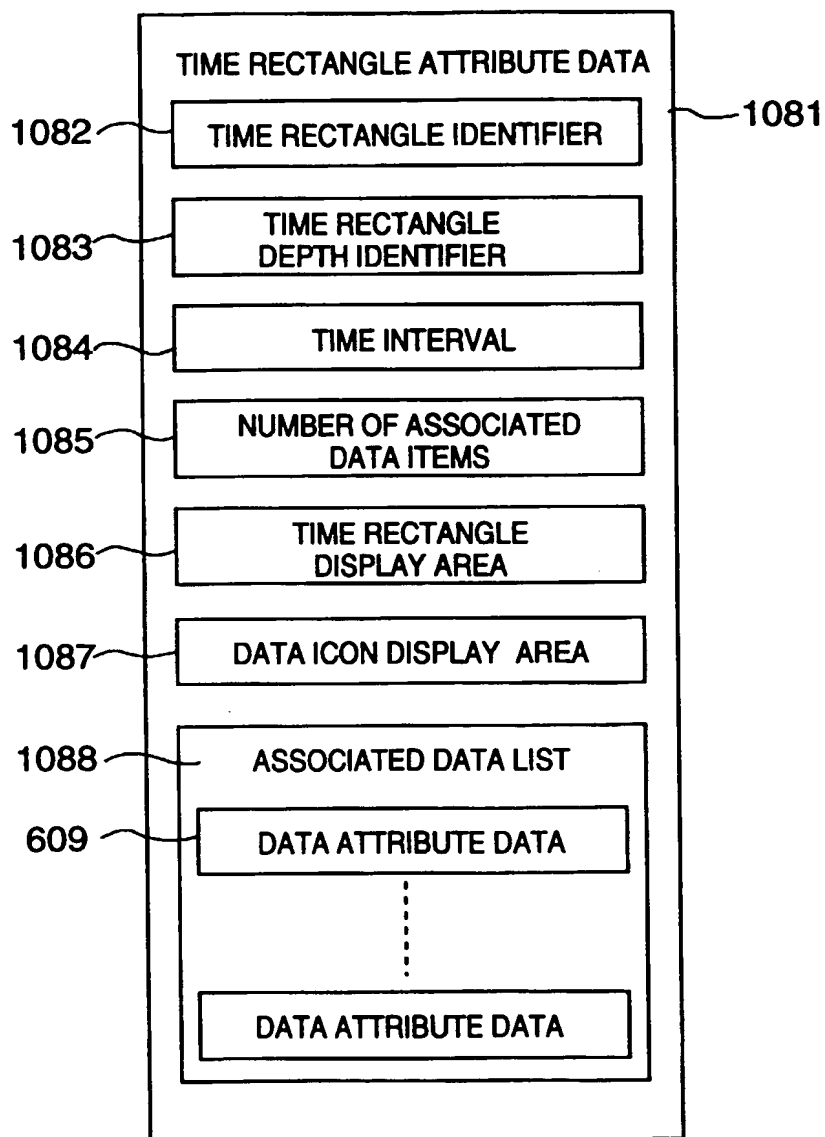 TIME RECTANGLE ATTRIBUTE DATA
1081
1082
TIME RECTANGLE IDENTIFIER
1083
TIME RECTANGLE
DEPTH IDENTIFIER
1084
TIME INTERVAL
1085
NUMBER OF ASSOCIATED
DATA ITEMS
1086
TIME RECTANGLE
DISPLAY AREA
1087
DATA ICON DISPLAY AREA
1088
ASSOCIATED DATA LIST
609
DATA ATTRIBUTE DATA
DATA ATTRIBUTE DATA